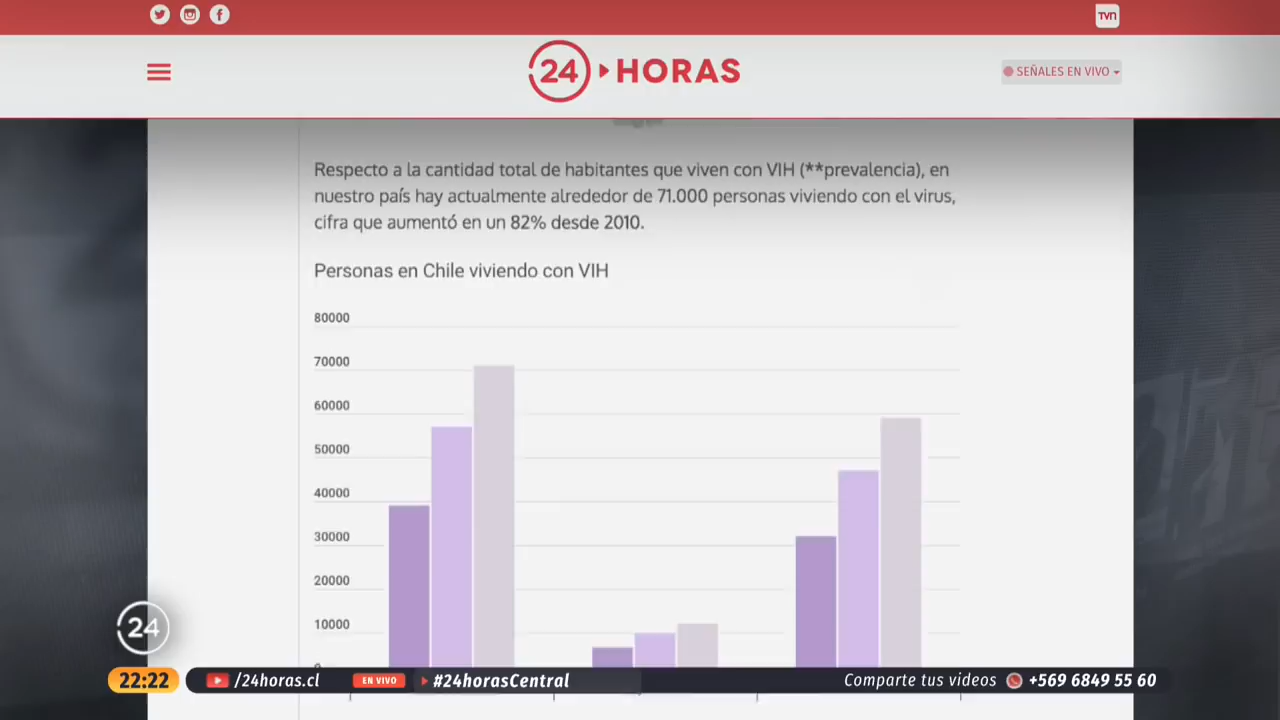 TVN
24 HORAS
SEÑALES EN VIVO
Respecto a la cantidad total de habitantes que viven con VIH (**prevalencia), en
nuestro país hay actualmente alrededor de 71.000 personas viviendo con el virus,
cifra que aumentó en un 82% desde 2010.
Personas en Chile viviendo con VIH
80000
70000
60000
50000
40000
30000
20000
10000
24
22:22
/24horas.cl
EN VIVO
#24horasCentral
Comparte tus videos
+569 6849 55 60